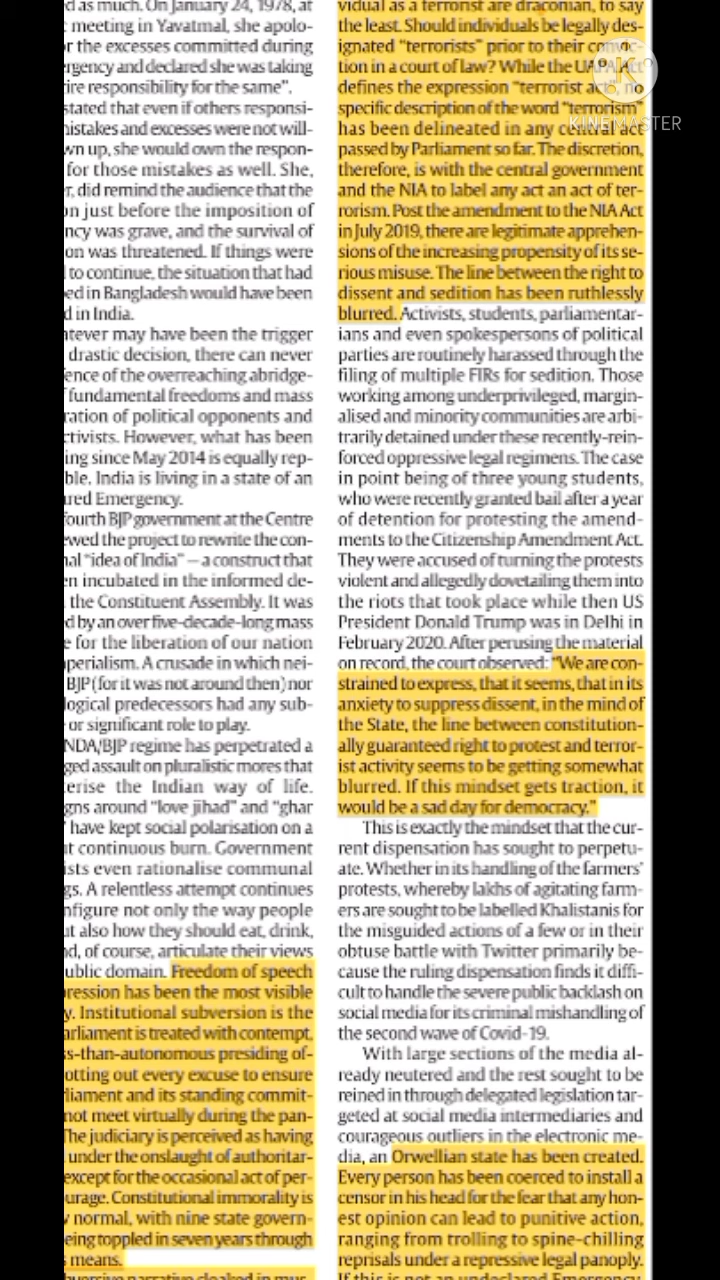 d as much. On January 24, 1978, at
meeting in Yavatmal, she apolo-
r the excesses committed during
ergency and declared she was taking
ire responsibility for the same".
stated that even if others responsi-
istakes and excesses were not will-
wn up, she would own the respon-
for those mistakes as well. She,
r, did remind the audience that the
on just before the imposition of
ncy was grave, and the survival of
on was threatened. If things were
to continue, the situation that had
ed in Bangladesh would have been
d in India.
tever may have been the trigger
drastic decision, there can never
ence of the overreaching abridge-
fundamental freedoms and mass
ration of political opponents and
ctivists. However, what has been
ing since May 2014 is equally rep-
ble. India is living in a state of an
red Emergency.
fourth BJP government at the Centre
wed the project to rewrite the con-
nal "idea of India" — a construct that
en incubated in the informed de-
the Constituent Assembly. It was
d by an over five-decade-long mass
e for the liberation of our nation
perialism. A crusade in which nei-
BJP (for it was not around then) nor
logical predecessors had any sub-
or significant role to play.
NDA/BJP regime has perpetrated a
ged assault on pluralistic mores that
erise the Indian way of life.
gns around "love jihad" and "ghar
have kept social polarisation on a
t continuous burn. Government
ists even rationalise communal
gs. A relentless attempt continues
nfigure not only the way people
ut also how they should eat, drink,
nd, of course, articulate their views
ublic domain. Freedom of speech
pression has been the most visible
y. Institutional subversion is the
arliament is treated with contempt,
ss-than-autonomous presiding of-
otting out every excuse to ensure
liament and its standing commit-
not meet virtually during the pan-
The judiciary is perceived as having
under the onslaught of authoritar-
except for the occasional act of per-
urage. Constitutional immorality is
normal, with nine state govern-
eing toppled in seven years through
means.
versive narrative cloaked in mus-
vidual as a terrorist are draconian, to say
the least. Should individuals be legally des-
ignated "terrorists" prior to their convic-
tion in a court of law? While the UAPA Act
defines the expression "terrorist act", no
specific description of the word "terrorism"
has been delineated in any central act
passed by Parliament so far. The discretion,
therefore, is with the central government
and the NIA to label any act an act of ter-
rorism. Post the amendment to the NIA Act
in July 2019, there are legitimate apprehen-
sions of the increasing propensity of its se-
rious misuse. The line between the right to
dissent and sedition has been ruthlessly
blurred. Activists, students, parliamentar-
ians and even spokespersons of political
parties are routinely harassed through the
filing of multiple FIRs for sedition. Those
working among underprivileged, margin-
alised and minority communities are arbi-
trarily detained under these recently-rein-
forced oppressive legal regimens. The case
in point being of three young students,
who were recently granted bail after a year
of detention for protesting the amend-
ments to the Citizenship Amendment Act.
They were accused of turning the protests
violent and allegedly dovetailing them into
the riots that took place while then US
President Donald Trump was in Delhi in
February 2020. After perusing the material
on record, the court observed: "We are con-
strained to express, that it seems, that in its
anxiety to suppress dissent, in the mind of
the State, the line between constitution-
ally guaranteed right to protest and terror-
ist activity seems to be getting somewhat
blurred. If this mindset gets traction, it
would be a sad day for democracy."
This is exactly the mindset that the cur-
rent dispensation has sought to perpetu-
ate. Whether in its handling of the farmers'
protests, whereby lakhs of agitating farm-
ers are sought to be labelled Khalistanis for
the misguided actions of a few or in their
obtuse battle with Twitter primarily be-
cause the ruling dispensation finds it diffi-
cult to handle the severe public backlash on
social media for its criminal mishandling of
the second wave of Covid-19.
With large sections of the media al-
ready neutered and the rest sought to be
reined in through delegated legislation tar-
geted at social media intermediaries and
courageous outliers in the electronic me-
dia, an Orwellian state has been created.
Every person has been coerced to install a
censor in his head for the fear that any hon-
est opinion can lead to punitive action,
ranging from trolling to spine-chilling
reprisals under a repressive legal panoply.
If this is not an undeclared Emergency
KINEMASTER